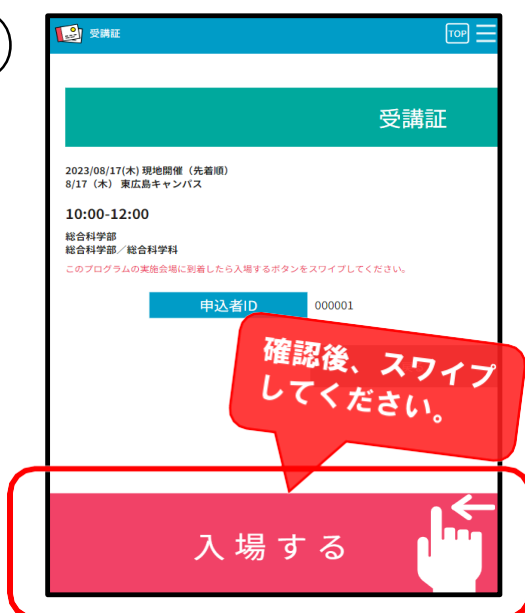 受講証
TOP
受講証
2023/08/17(木) 現地開催（先着順）
8/17（木） 東広島キャンパス
10:00-12:00
総合科学部
総合科学部／総合科学科
このプログラムの実施会場に到着したら入場するボタンをスワイプしてください。
申込者ID 000001
確認後、スワイプ
してください。
入場する